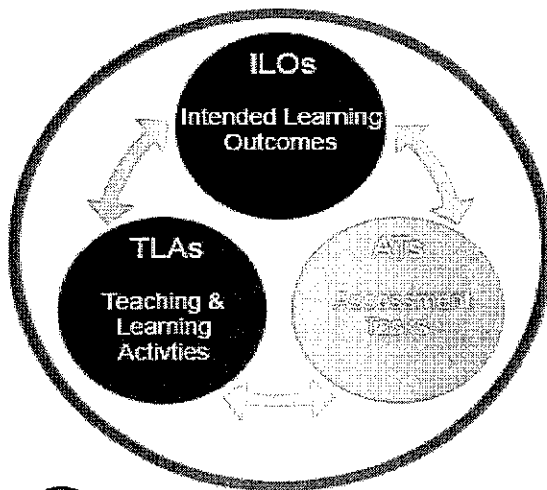 ILOs
Intended Learning
Outcomes
TLAs
Teaching &
Learning
Activties
ATs
Assessment
Tasks